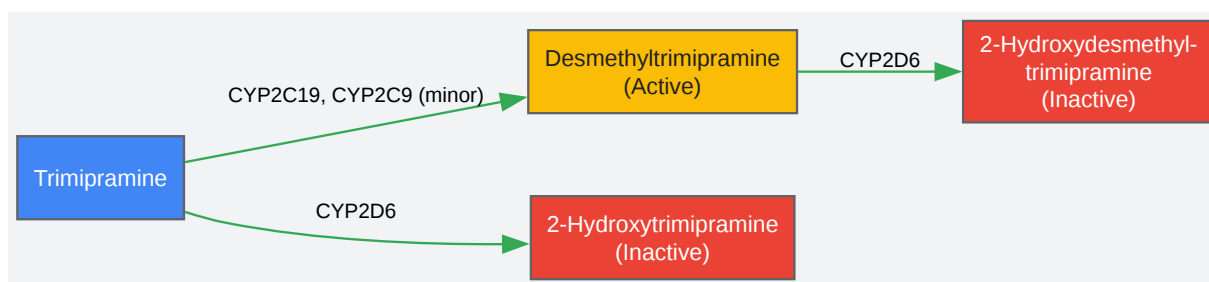 Trimipramine
CYP2C19, CYP2C9 (minor)
Desmethyltrimipramine
(Active)
CYP2D6
2-Hydroxydesmethyl-
trimipramine
(Inactive)
CYP2D6
2-Hydroxytrimipramine
(Inactive)